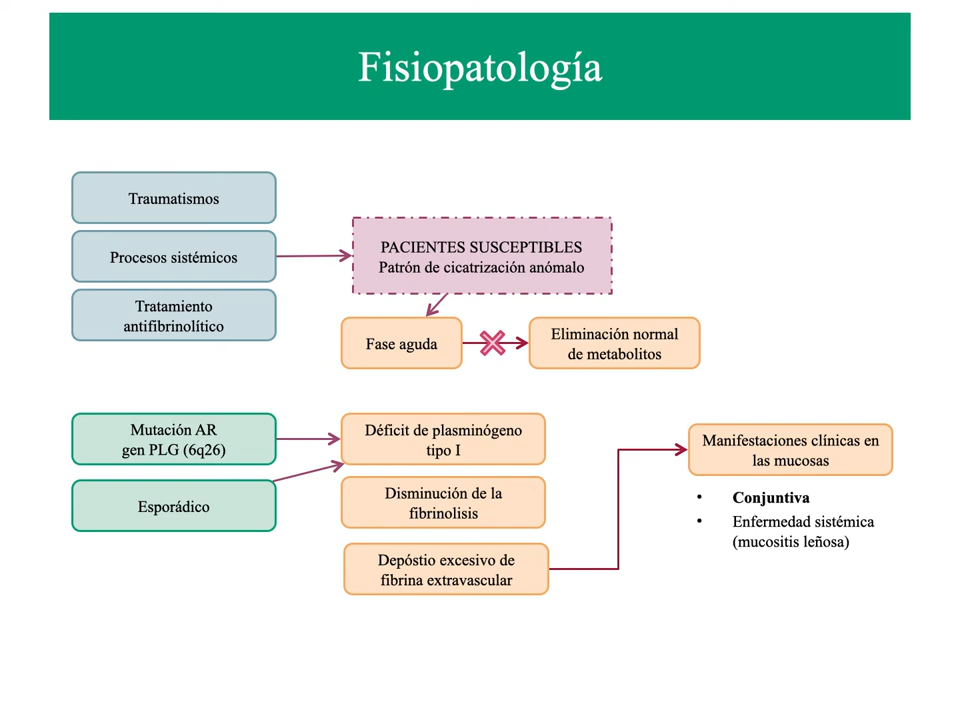 Fisiopatología
Traumatismos
Procesos sistémicos
Tratamiento
antifibrinolítico
PACIENTES SUSCEPTIBLES
Patrón de cicatrización anómalo
Fase aguda
Eliminación normal
de metabolitos
Mutación AR
gen PLG (6q26)
Esporádico
Déficit de plasminógeno
tipo I
Disminución de la
fibrinolisis
Depóstio excesivo de
fibrina extravascular
Manifestaciones clínicas en
las mucosas
• Conjuntiva
• Enfermedad sistémica
(mucositis leñosa)